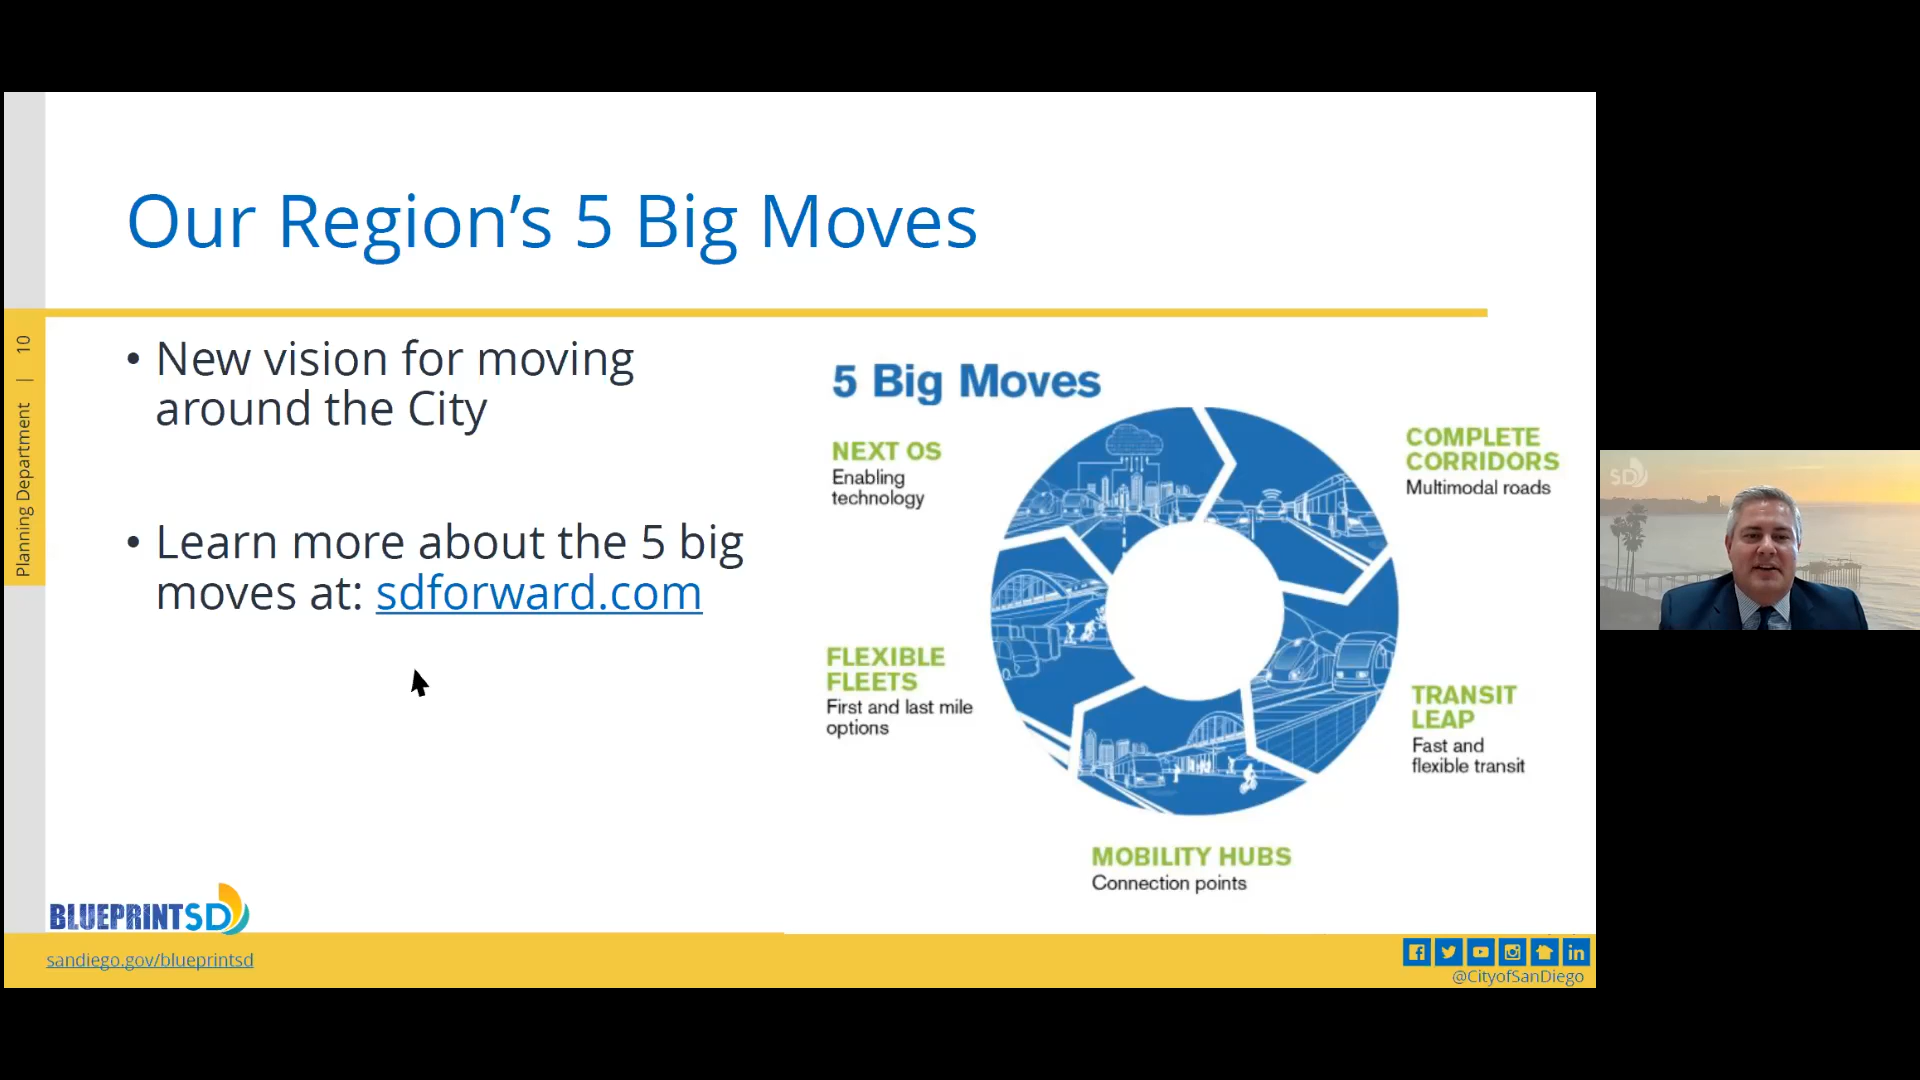 Our Region's 5 Big Moves
Planning Department | 10
• New vision for moving
around the City
• Learn more about the 5 big
moves at: sdforward.com
5 Big Moves
NEXT OS
Enabling
technology
COMPLETE
CORRIDORS
Multimodal roads
FLEXIBLE
FLEETS
First and last mile
options
TRANSIT
LEAP
Fast and
flexible transit
MOBILITY HUBS
Connection points
BLUEPRINTSD
sandiego.gov/blueprintsd
@CityofSanDiego
SD